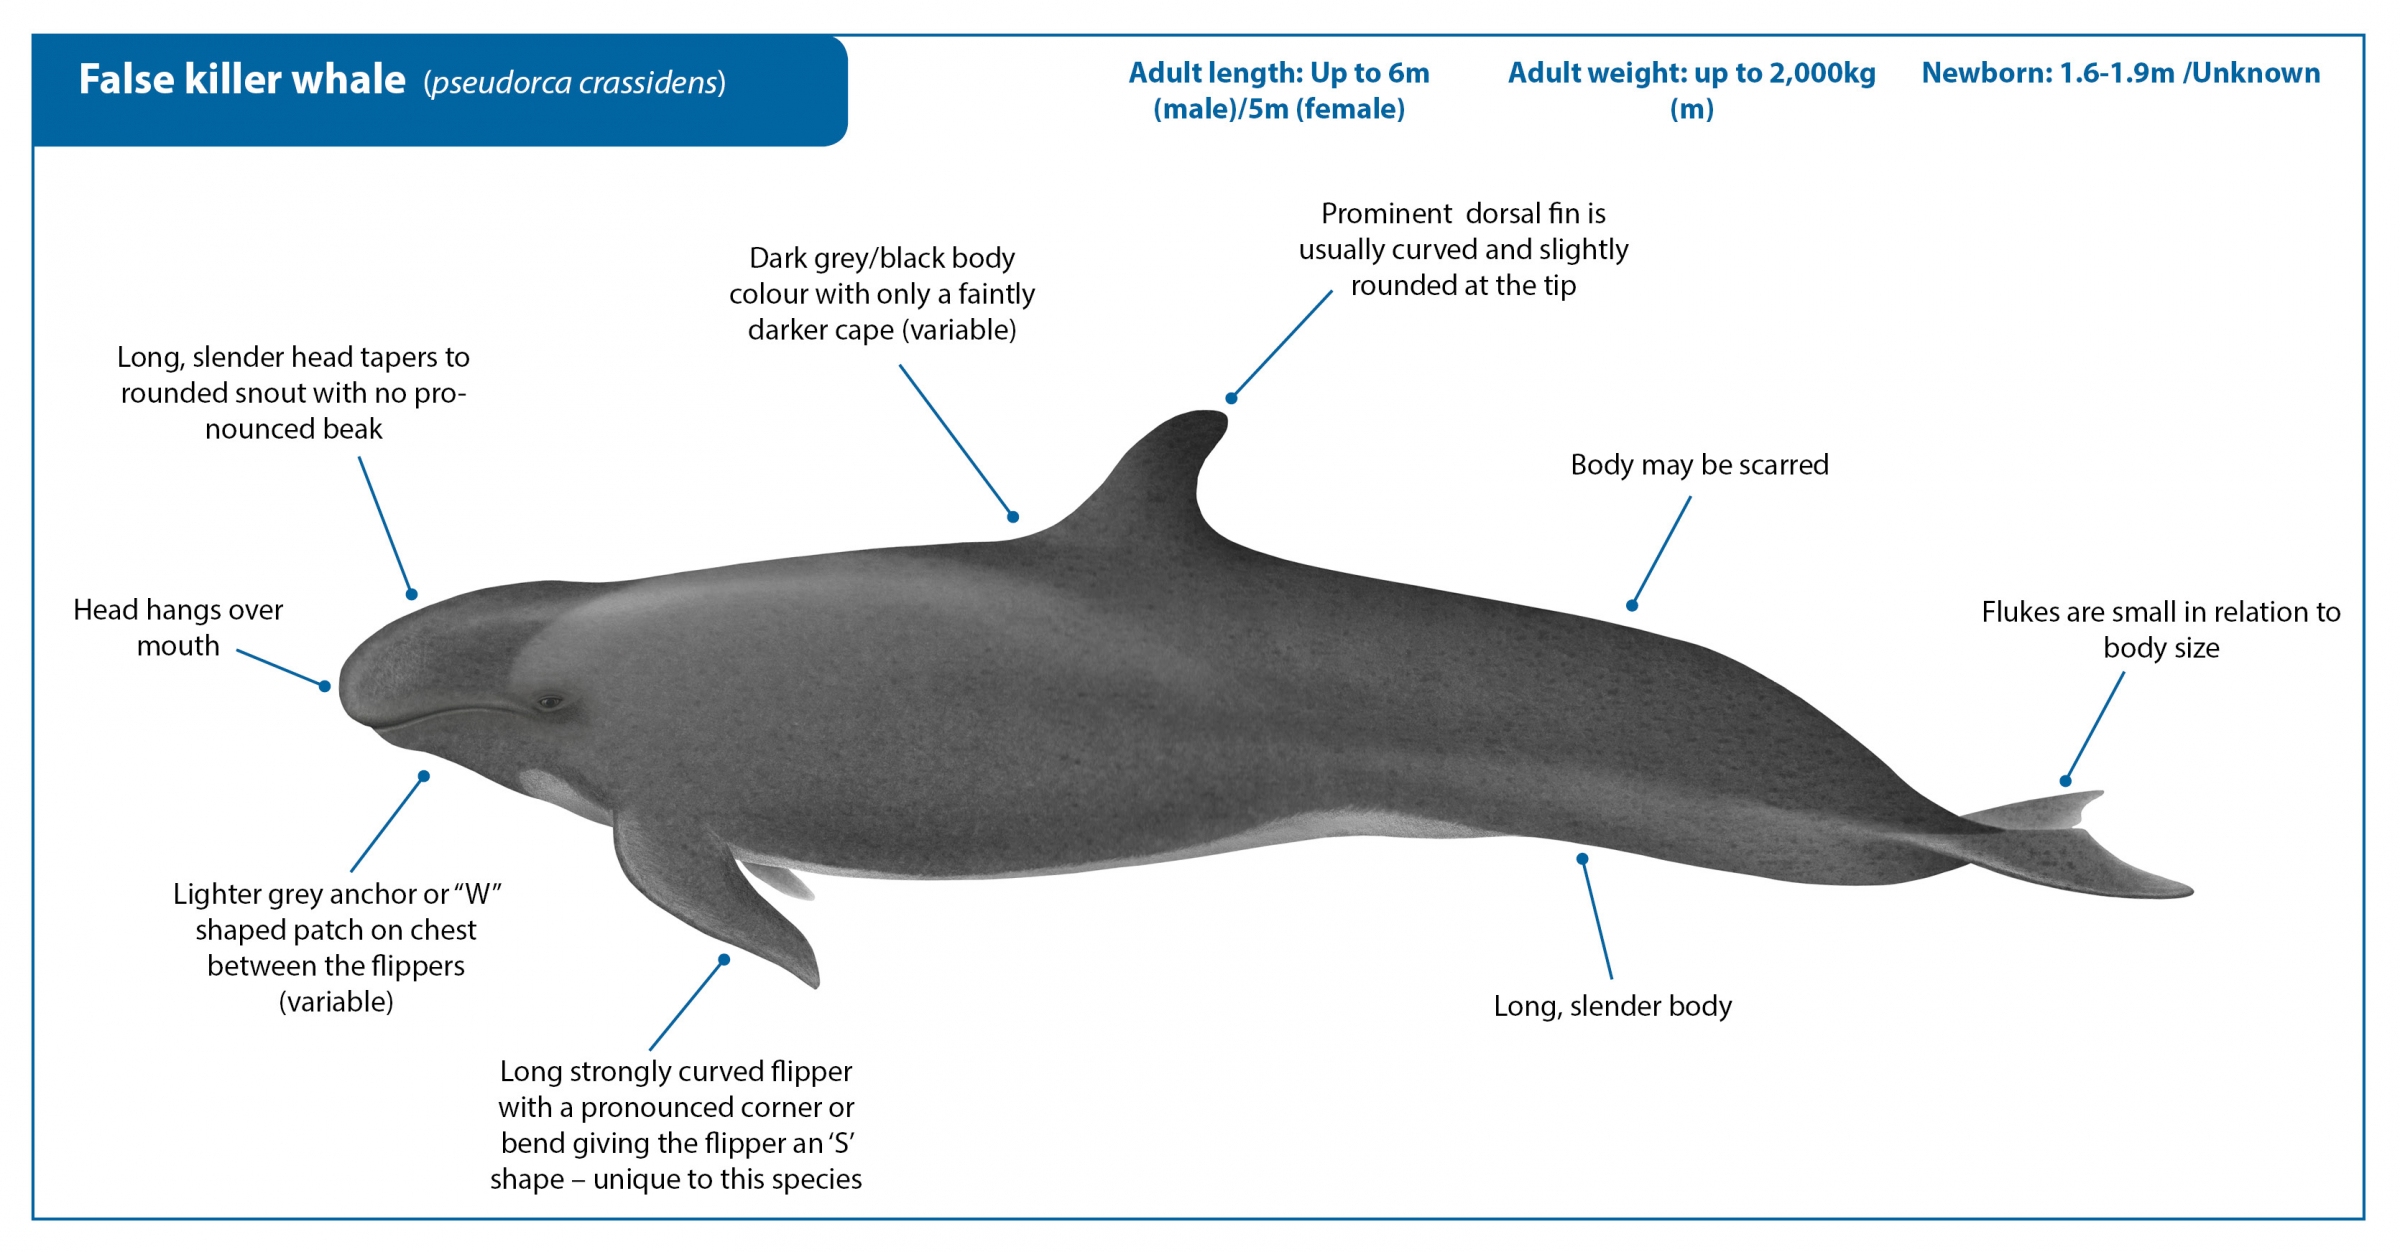 False killer whale (pseudorca crassidens)
Adult length: Up to 6m
(male)/5m (female)
Adult weight: up to 2,000kg
(m)
Newborn: 1.6-1.9m /Unknown
Prominent dorsal fin is
usually curved and slightly
rounded at the tip
Dark grey/black body
colour with only a faintly
darker cape (variable)
Long, slender head tapers to
rounded snout with no pro-
nounced beak
Body may be scarred
Head hangs over
mouth
Flukes are small in relation to
body size
Lighter grey anchor or “W”
shaped patch on chest
between the flippers
(variable)
Long, slender body
Long strongly curved flipper
with a pronounced corner or
bend giving the flipper an ‘S’
shape – unique to this species